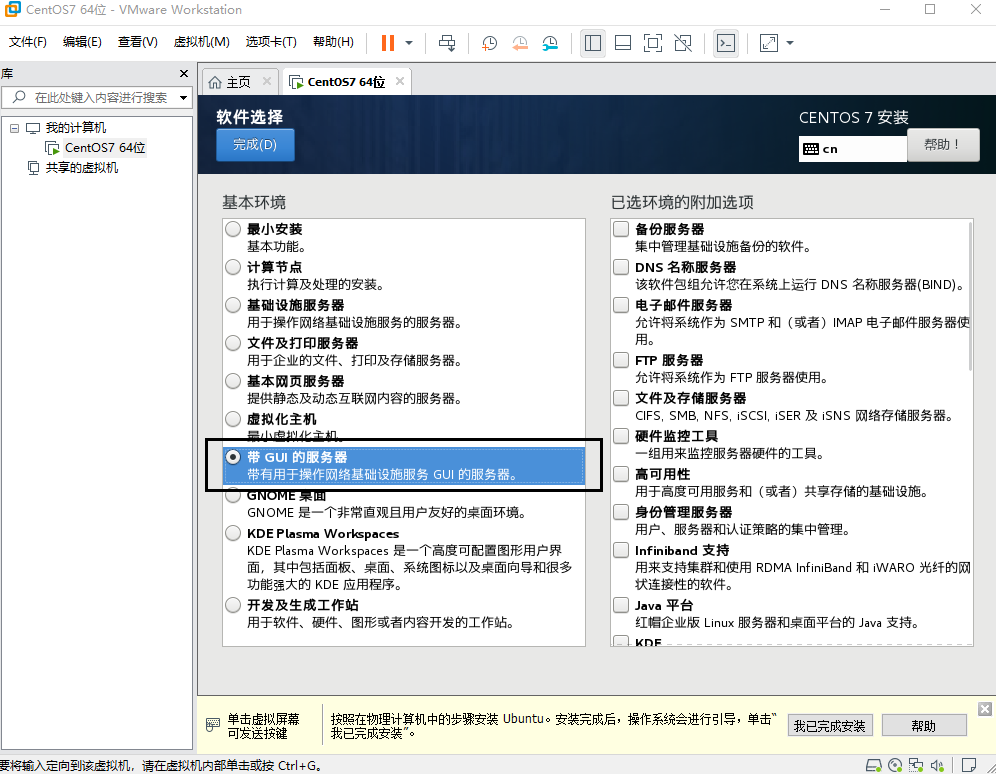 CentOS7 64位 - VMware Workstation
文件(F) 编辑(E) 查看(V) 虚拟机(M) 选项卡(T) 帮助(H)
库
在此处键入内容进行搜索
我的计算机
CentOS7 64位
共享的虚拟机
主页
CentOS7 64位
软件选择
完成(D)
CENTOS 7 安装
cn
帮助！
基本环境
最小安装
基本功能。
计算节点
执行计算及处理的安装。
基础设施服务器
用于操作网络基础设施服务的服务器。
文件及打印服务器
用于企业的文件、打印及存储服务器。
基本网页服务器
提供静态及动态互联网内容的服务器。
虚拟化主机
最小虚拟化主机。
带 GUI 的服务器
带有用于操作网络基础设施服务 GUI 的服务器。
GNOME 桌面
GNOME 是一个非常直观且用户友好的桌面环境。
KDE Plasma Workspaces
KDE Plasma Workspaces 是一个高度可配置图形用户界
面，其中包括面板、桌面、系统图标以及桌面向导和很多
功能强大的 KDE 应用程序。
开发及生成工作站
用于软件、硬件、图形或者内容开发的工作站。
已选环境的附加选项
备份服务器
集中管理基础设施备份的软件。
DNS 名称服务器
该软件包组允许您在系统上运行 DNS 名称服务器(BIND)。
电子邮件服务器
允许将系统作为 SMTP 和（或者）IMAP 电子邮件服务器使
用。
FTP 服务器
允许将系统作为 FTP 服务器使用。
文件及存储服务器
CIFS, SMB, NFS, iSCSI, iSER 及 iSNS 网络存储服务器。
硬件监控工具
一组用来监控服务器硬件的工具。
高可用性
用于高度可用服务和（或者）共享存储的基础设施。
身份管理服务器
用户、服务器和认证策略的集中管理。
Infiniband 支持
用来支持集群和使用 RDMA InfiniBand 和 iWARO 光纤的网
状连接性的软件。
Java 平台
红帽企业版 Linux 服务器和桌面平台的 Java 支持。
KDE
单击虚拟屏幕
可发送按键
按照在物理计算机中的步骤安装 Ubuntu。安装完成后，操作系统会进行引导，单击“
我已完成安装”。
我已完成安装
帮助
要将输入定向到该虚拟机，请在虚拟机内部单击或按 Ctrl+G。